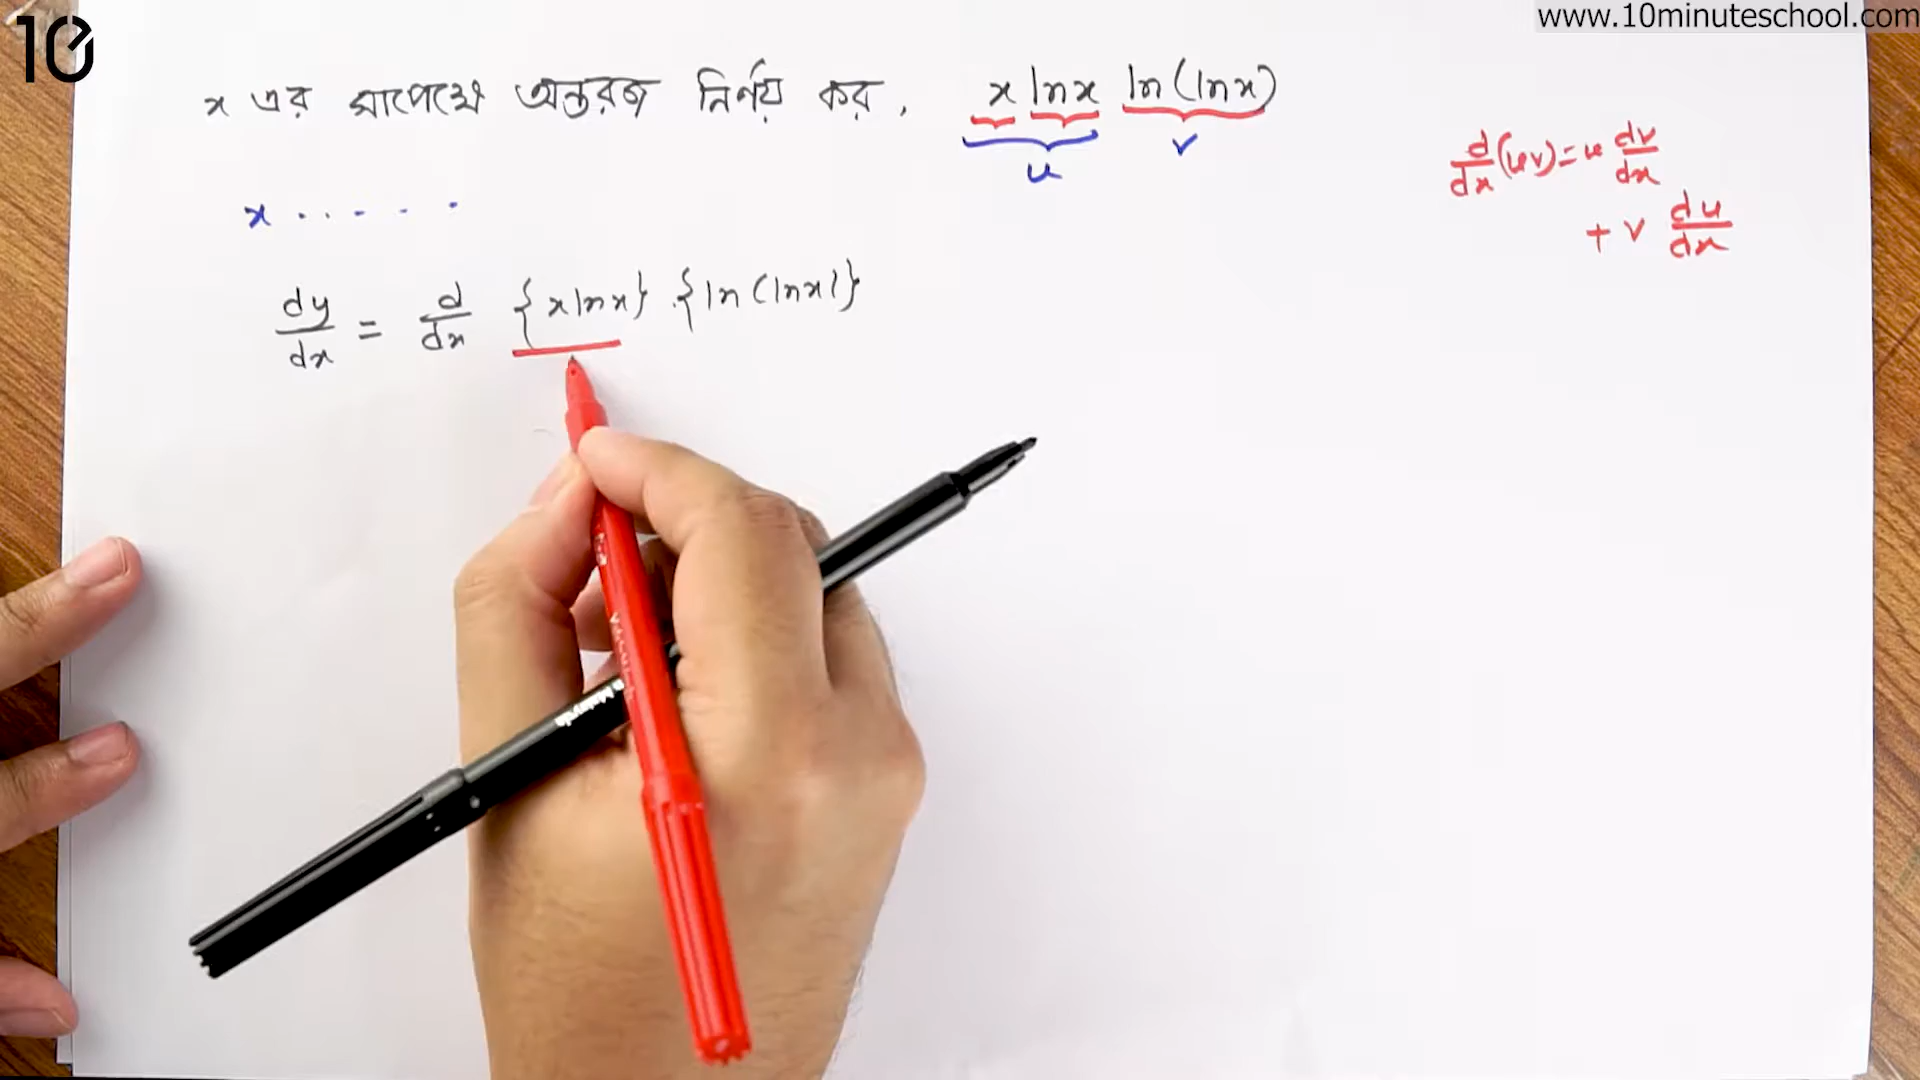 10
www.10minuteschool.com
x এর সাপেক্ষে অন্তরজ নির্ণয় কর, x lnx ln(lnx)
u v
d/dx (uv) = u dv/dx
+ v du/dx
x . . . . .
dy/dx = d/dx {x lnx} . {ln(lnx)}